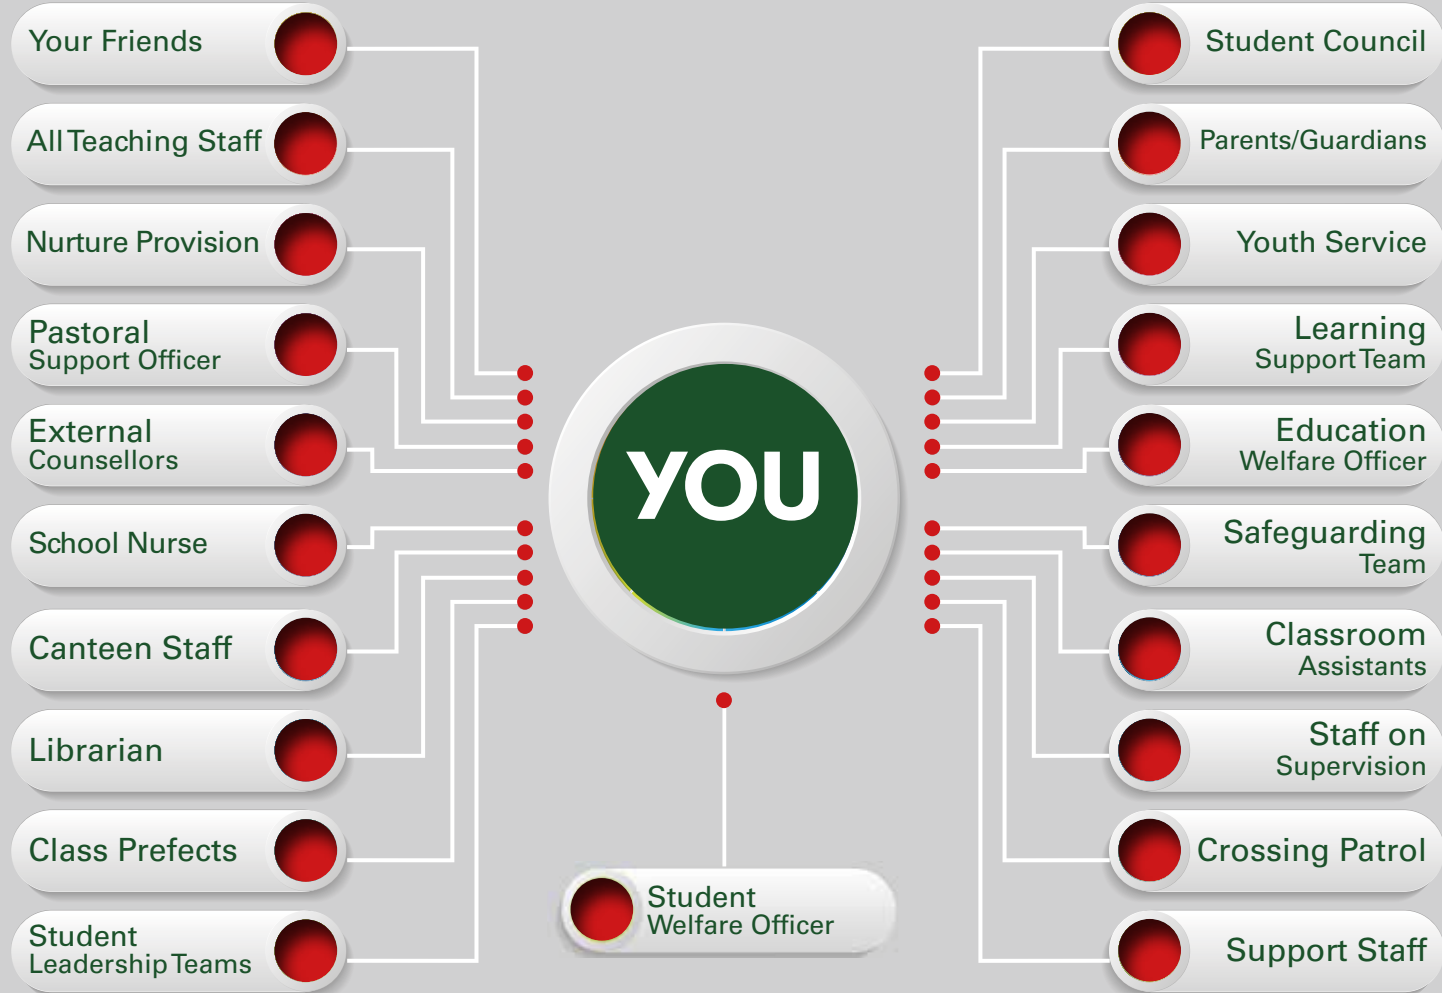 Your Friends
All Teaching Staff
Nurture Provision
Pastoral
Support Officer
External
Counsellors
School Nurse
Canteen Staff
Librarian
Class Prefects
Student
Leadership Teams
YOU
Student
Welfare Officer
Student Council
Parents/Guardians
Youth Service
Learning
Support Team
Education
Welfare Officer
Safeguarding
Team
Classroom
Assistants
Staff on
Supervision
Crossing Patrol
Support Staff